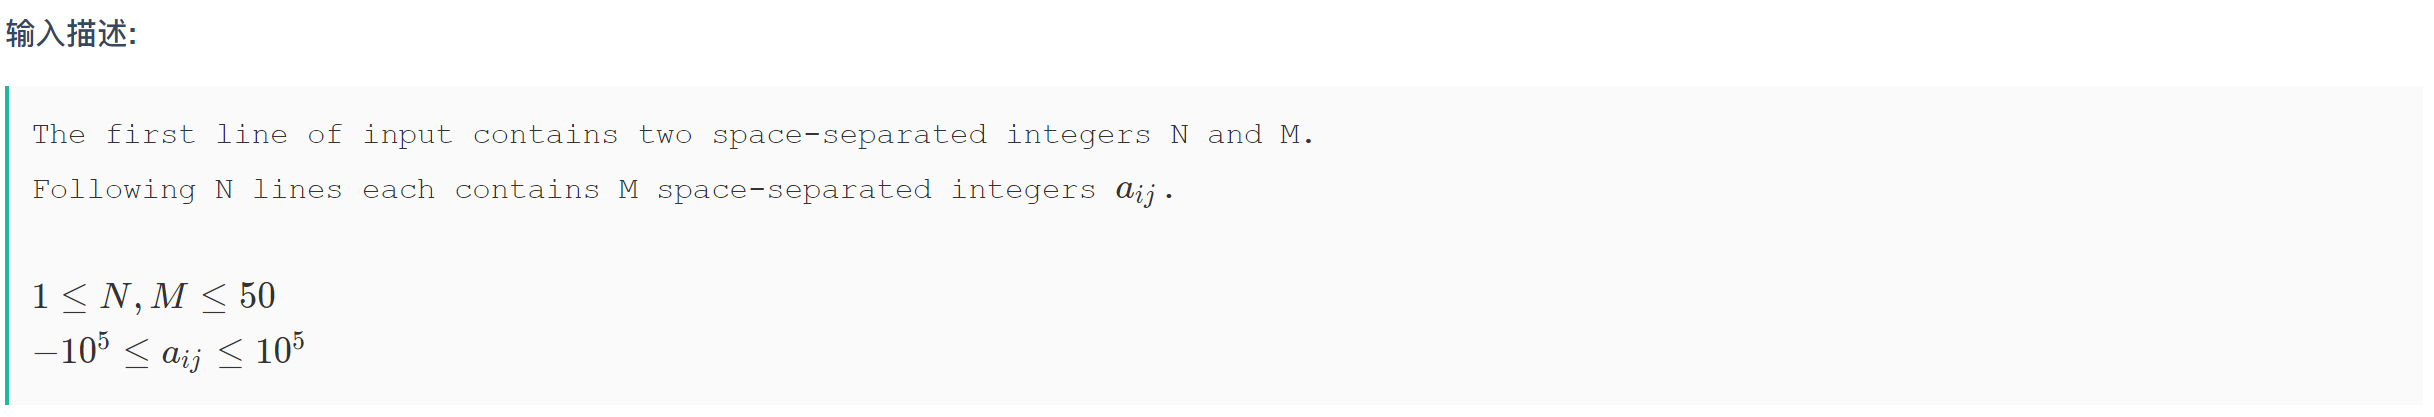 输入描述:
The first line of input contains two space-separated integers N and M.
Following N lines each contains M space-separated integers $a_{ij}$.
$1 \leq N, M \leq 50$
$-10^5 \leq a_{ij} \leq 10^5$